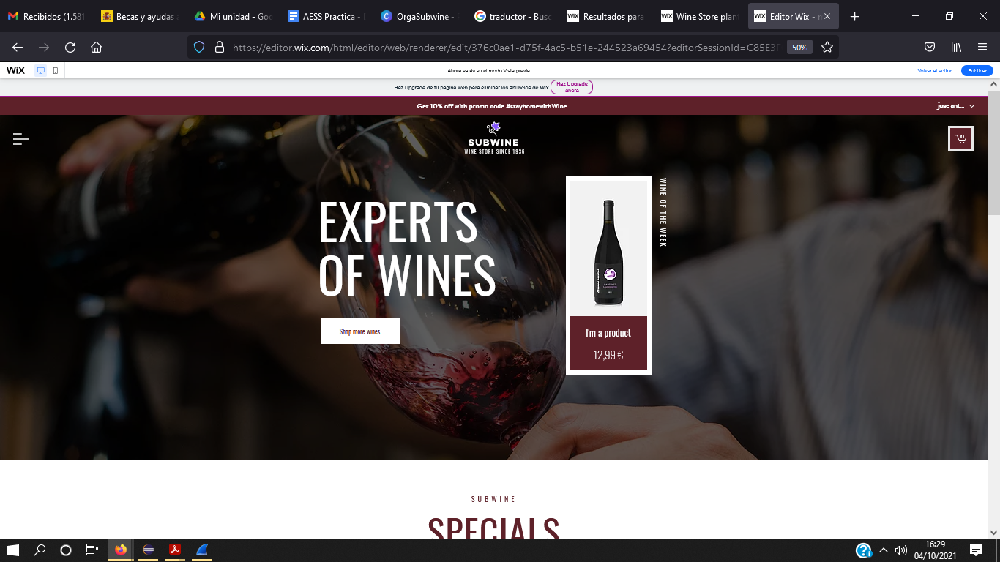 Recibidos (1.581
Becas y ayudas
Mi unidad - Goo
AESS Practica -
OrgaSubwine -
traductor - Busc
WiX
Resultados para
WiX
Wine Store plant
WiX
Editor Wix - n
https://editor.wix.com/html/editor/web/renderer/edit/376c0ae1-d75f-4ac5-b51e-244523a69454?editorSessionId=C85E3F
50%
WiX
Ahora estás en el modo Vista previa
Volver al editor
Publicar
Haz Upgrade de tu página web para eliminar los anuncios de Wix
Haz Upgrade
ahora
Get 10% off with promo code #stayhomewithWine
jose ant...
SUBWINE
WINE STORE SINCE 1936
0
EXPERTS
OF WINES
Shop more wines
WINE OF THE WEEK
CABERNET
I'm a product
12,99 €
SUBWINE
SPECIALS
16:29
04/10/2021